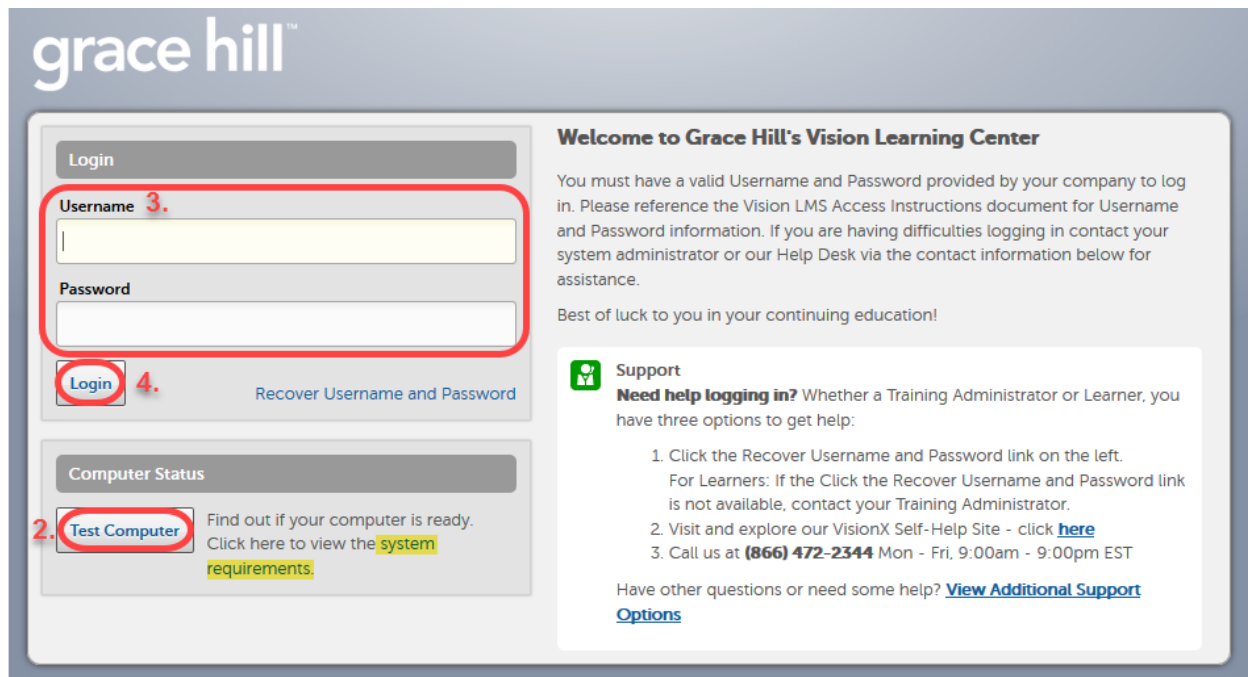 grace hill™
Login
Username 3.
Password
Login 4.
Recover Username and Password
Computer Status
2. Test Computer
Find out if your computer is ready.
Click here to view the system
requirements.
Welcome to Grace Hill's Vision Learning Center
You must have a valid Username and Password provided by your company to log
in. Please reference the Vision LMS Access Instructions document for Username
and Password information. If you are having difficulties logging in contact your
system administrator or our Help Desk via the contact information below for
assistance.
Best of luck to you in your continuing education!
Support
Need help logging in? Whether a Training Administrator or Learner, you
have three options to get help:
1. Click the Recover Username and Password link on the left.
For Learners: If the Click the Recover Username and Password link
is not available, contact your Training Administrator.
2. Visit and explore our VisionX Self-Help Site - click here
3. Call us at (866) 472-2344 Mon - Fri, 9:00am - 9:00pm EST
Have other questions or need some help? View Additional Support
Options